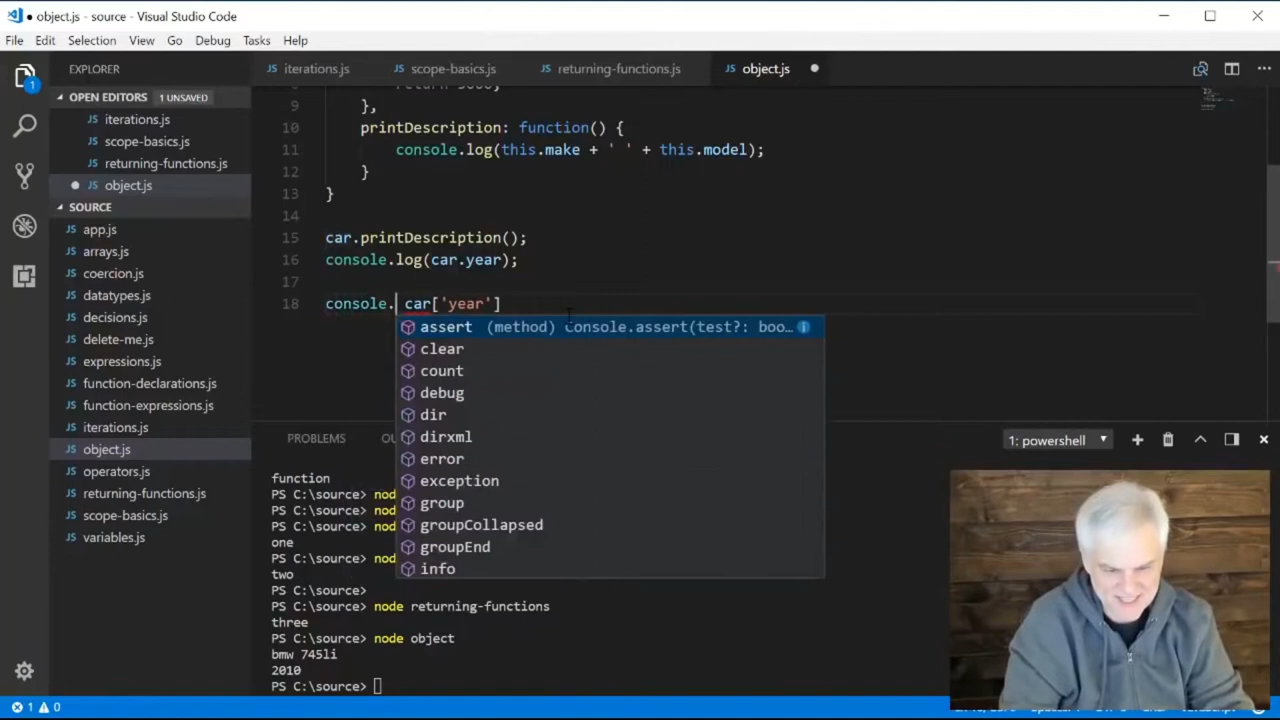 ● object.js - source - Visual Studio Code
File Edit Selection View Go Debug Tasks Help
EXPLORER
OPEN EDITORS 1 UNSAVED
JS iterations.js
JS scope-basics.js
JS returning-functions.js
● JS object.js
SOURCE
JS app.js
JS arrays.js
JS coercion.js
JS datatypes.js
JS decisions.js
JS delete-me.js
JS expressions.js
JS function-declarations.js
JS function-expressions.js
JS iterations.js
JS object.js
JS operators.js
JS returning-functions.js
JS scope-basics.js
JS variables.js
1
JS iterations.js JS scope-basics.js JS returning-functions.js JS object.js ●
9 },
10 printDescription: function() {
11 console.log(this.make + ' ' + this.model);
12 }
13 }
14
15 car.printDescription();
16 console.log(car.year);
17
18 console. car['year']
assert (method) console.assert(test?: boo…
clear
count
debug
dir
dirxml
error
exception
group
groupCollapsed
groupEnd
info
PROBLEMS OU 1: powershell
function
PS C:\source> nod
PS C:\source> nod
PS C:\source> nod
one
PS C:\source> nod
two
PS C:\source>
PS C:\source> node returning-functions
three
PS C:\source> node object
bmw 745li
2010
PS C:\source>
1 0